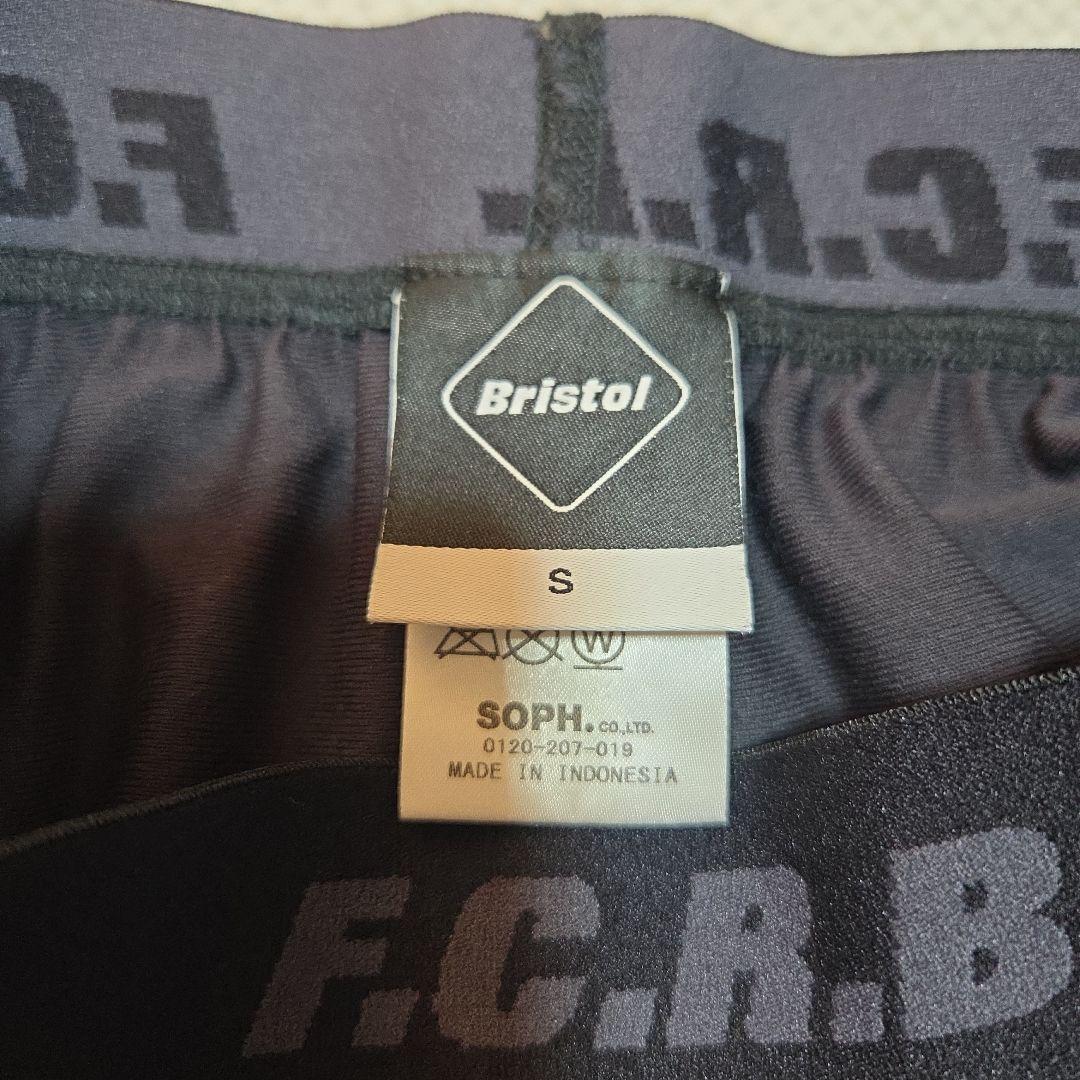 F.C
F.C.R.
Bristol
S
W
SOPH.CO.,LTD.
0120-207-019
MADE IN INDONESIA
F.C.R.B